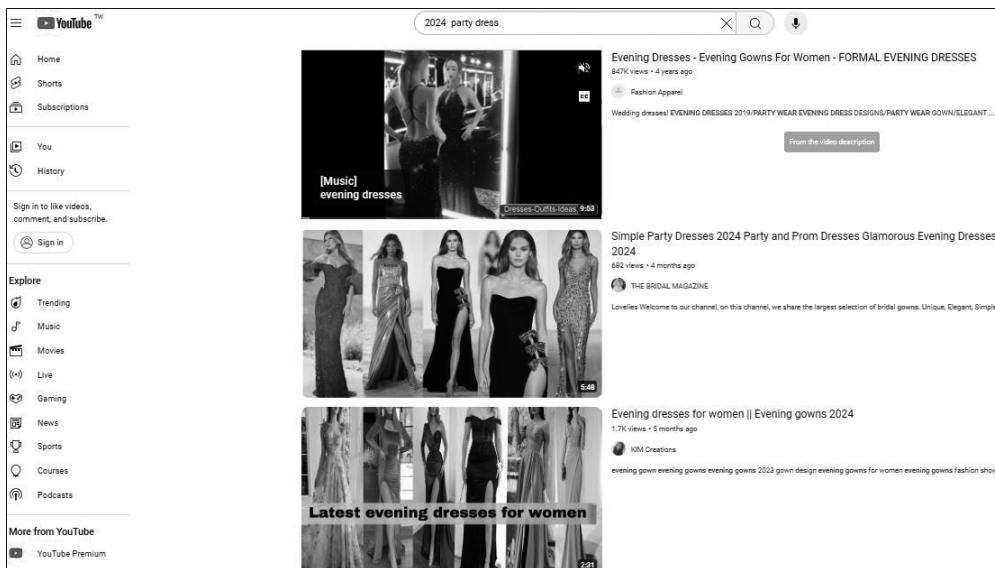 YouTube TW
2024 party dress
Home
Shorts
Subscriptions
You
History
Sign in to like videos,
comment, and subscribe.
Sign in
Explore
Trending
Music
Movies
Live
Gaming
News
Sports
Courses
Podcasts
More from YouTube
YouTube Premium
[Music]
evening dresses
Dresses-Outfits-Ideas
9:53
CC
Evening Dresses - Evening Gowns For Women - FORMAL EVENING DRESSES
847K views • 4 years ago
Fashion Apparel
Wedding dresses! EVENING DRESSES 2019/PARTY WEAR EVENING DRESS DESIGNS/PARTY WEAR GOWN/ELEGANT ...
From the video description
5:48
Simple Party Dresses 2024 Party and Prom Dresses Glamorous Evening Dresses
2024
682 views • 4 months ago
THE BRIDAL MAGAZINE
Lovelies Welcome to our channel, on this channel, we share the largest selection of bridal gowns. Unique, Elegant, Simple
Latest evening dresses for women
2:31
Evening dresses for women || Evening gowns 2024
1.7K views • 5 months ago
KIM Creations
evening gown evening gowns evening gowns 2023 gown design evening gowns for women evening gowns fashion show